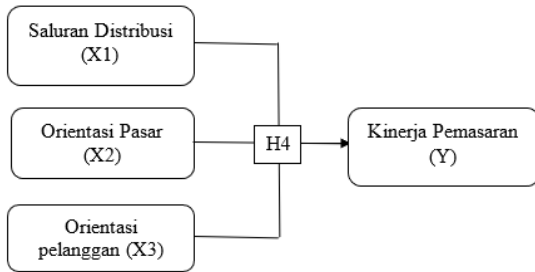 Saluran Distribusi
(X1)
Orientasi Pasar
(X2)
H4
Kinerja Pemasaran
(Y)
Orientasi
pelanggan (X3)